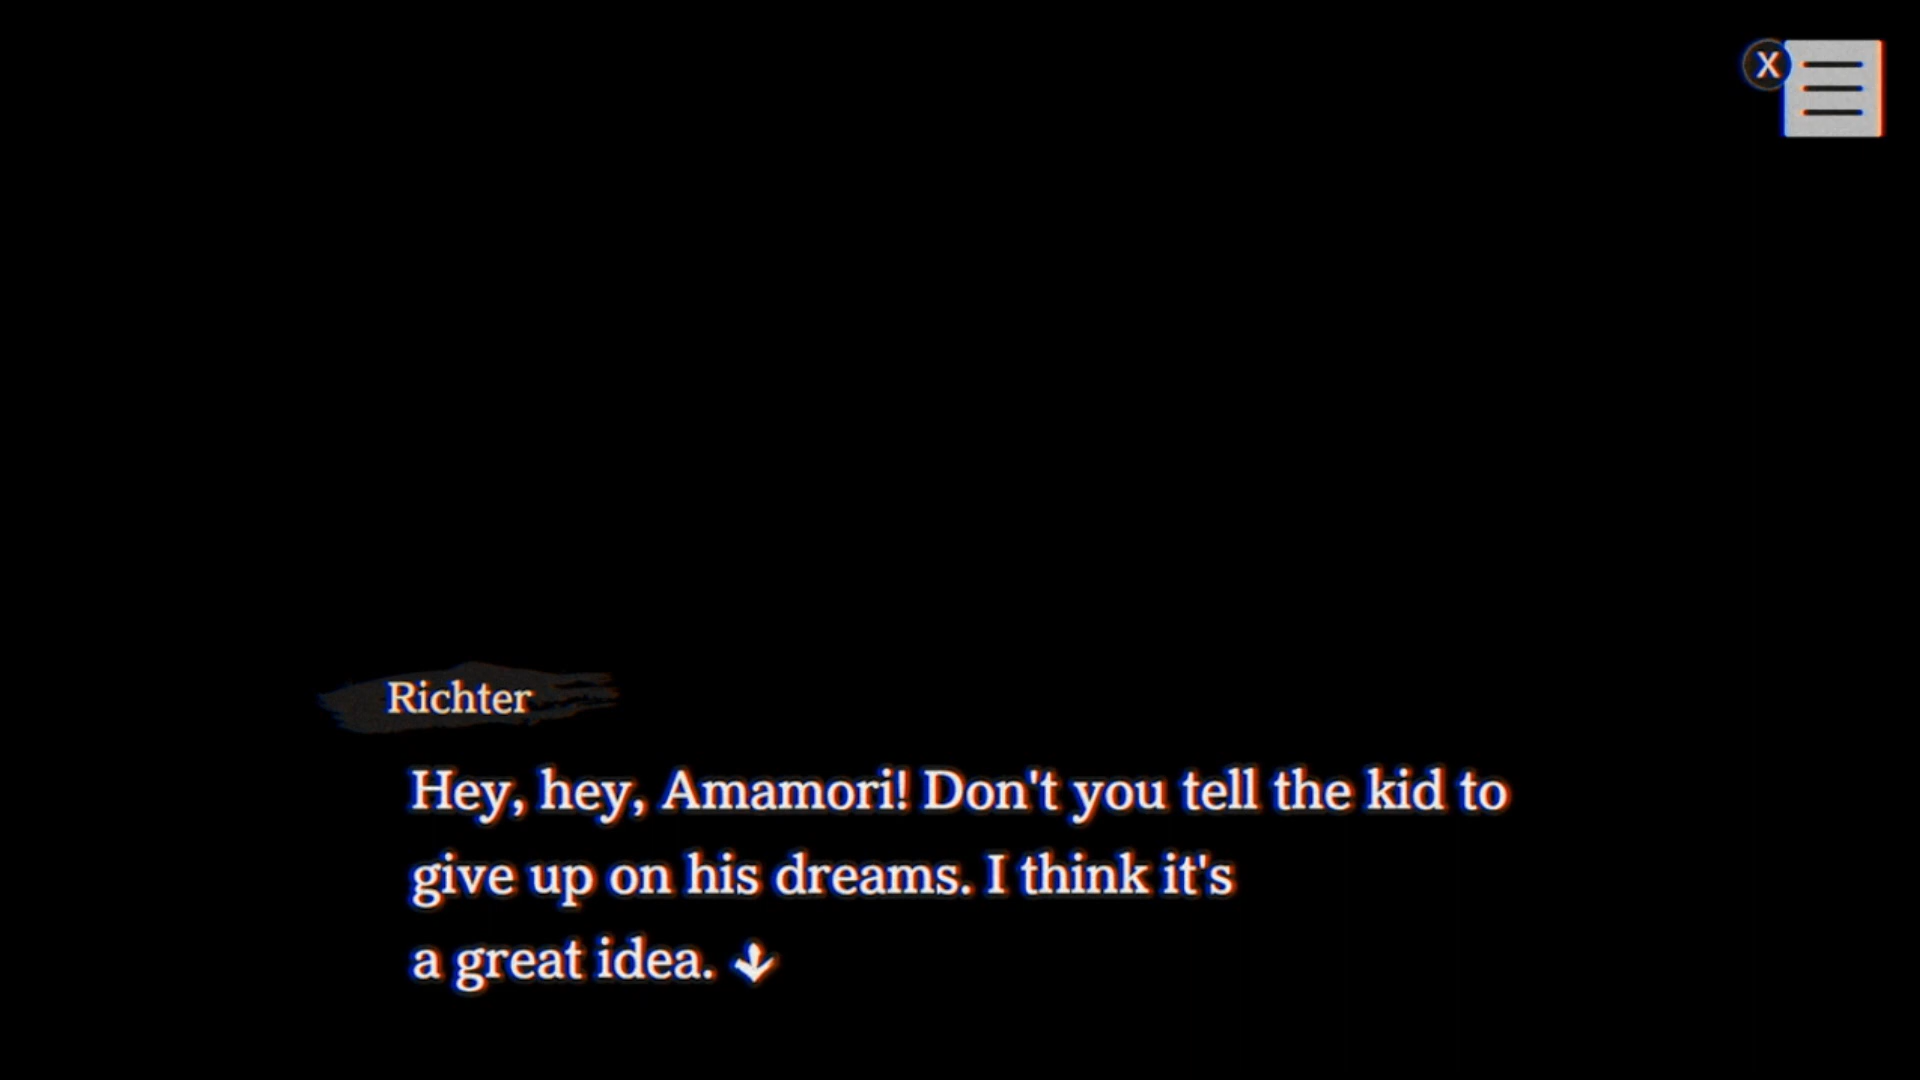 X
Richter
Hey, hey, Amamori! Don't you tell the kid to
give up on his dreams. I think it's
a great idea.